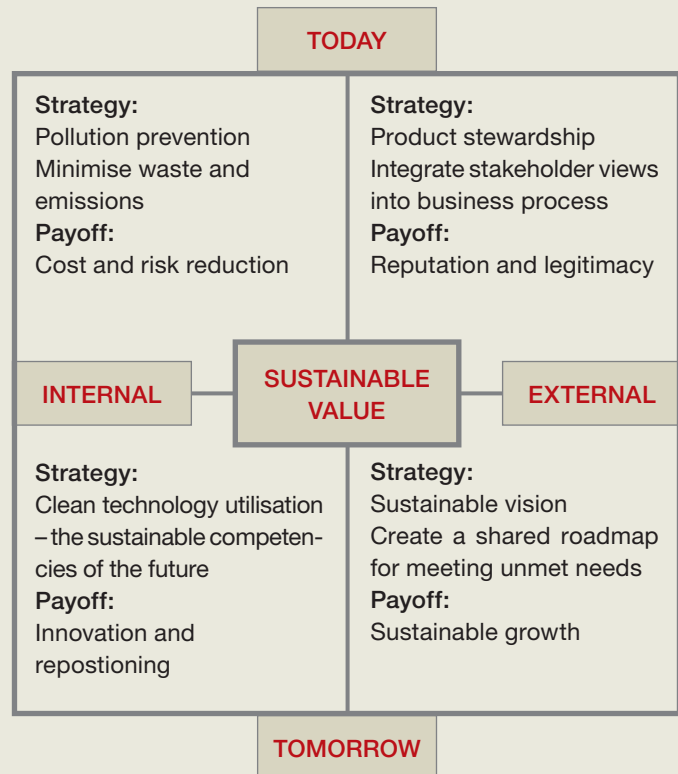 TODAY
Strategy:
Pollution prevention
Minimise waste and
emissions
Payoff:
Cost and risk reduction
Strategy:
Product stewardship
Integrate stakeholder views
into business process
Payoff:
Reputation and legitimacy
INTERNAL
SUSTAINABLE
VALUE
EXTERNAL
Strategy:
Clean technology utilisation
– the sustainable competen-
cies of the future
Payoff:
Innovation and
repostioning
Strategy:
Sustainable vision
Create a shared roadmap
for meeting unmet needs
Payoff:
Sustainable growth
TOMORROW